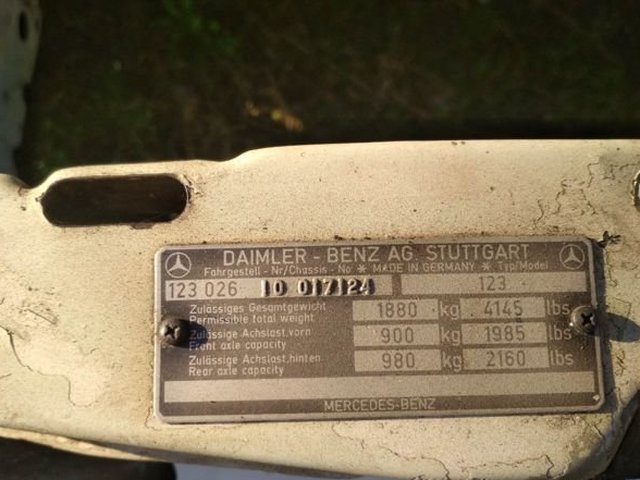 DAIMLER - BENZ AG. STUTTGART
Fahrgestell - Nr/Chassis - No * MADE IN GERMANY * Typ/Model
123 026 10 017124 123
Zulässiges Gesamtgewicht
Permissible total weight
1880 kg 4145 lbs
Zulässige Achslast,vorn
Front axle capacity
900 kg 1985 lbs
Zulässige Achslast,hinten
Rear axle capacity
980 kg 2160 lbs
MERCEDES-BENZ